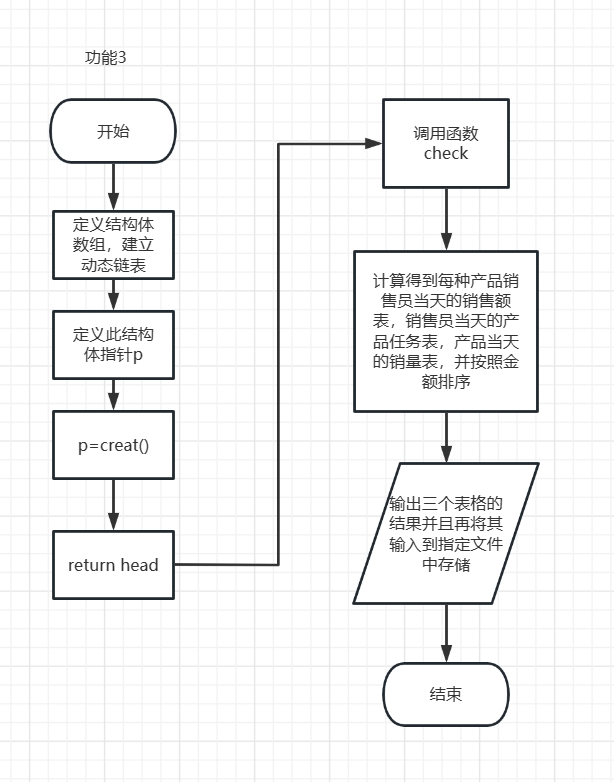 功能3
开始
定义结构体
数组，建立
动态链表
定义此结构
体指针p
p=creat()
return head
调用函数
check
计算得到每种产品销
售员当天的销售额
表，销售员当天的产
品任务表，产品当天
的销量表，并按照金
额排序
输出三个表格的
结果并且再将其
输入到指定文件
中存储
结束